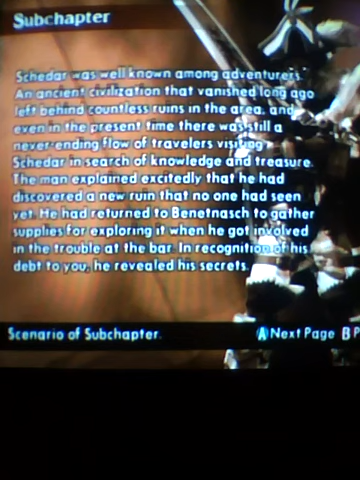 Subchapter
Schedar was well known among adventurers.
An ancient civilization that vanished long ago
left behind countless ruins in the area, and
even in the present time there was still a
never-ending flow of travelers visiting
Schedar in search of knowledge and treasure.
The man explained excitedly that he had
discovered a new ruin that no one had seen
yet. He had returned to Benetnasch to gather
supplies for exploring it when he got involved
in the trouble at the bar. In recognition of his
debt to you, he revealed his secrets.
Scenario of Subchapter. A Next Page B P